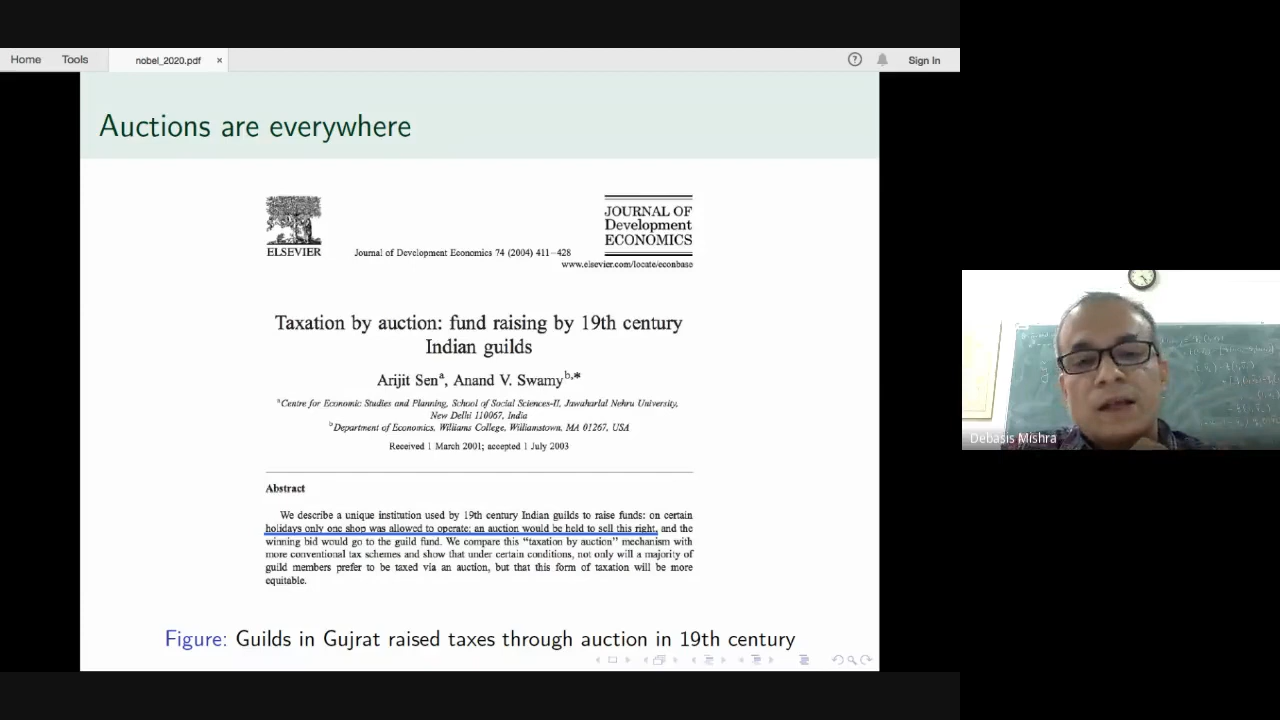 Home Tools nobel_2020.pdf × ? Sign In
Auctions are everywhere
ELSEVIER
JOURNAL OF
Development
ECONOMICS
Journal of Development Economics 74 (2004) 411–428
www.elsevier.com/locate/econbase
Taxation by auction: fund raising by 19th century
Indian guilds
Arijit Senᵃ, Anand V. Swamyᵇ,*
ᵃCentre for Economic Studies and Planning, School of Social Sciences-II, Jawaharlal Nehru University,
New Delhi 110067, India
ᵇDepartment of Economics, Williams College, Williamstown, MA 01267, USA
Received 1 March 2001; accepted 1 July 2003
Abstract
We describe a unique institution used by 19th century Indian guilds to raise funds: on certain
holidays only one shop was allowed to operate; an auction would be held to sell this right, and the
winning bid would go to the guild fund. We compare this “taxation by auction” mechanism with
more conventional tax schemes and show that under certain conditions, not only will a majority of
guild members prefer to be taxed via an auction, but that this form of taxation will be more
equitable.
Figure: Guilds in Gujrat raised taxes through auction in 19th century
Debasis Mishra